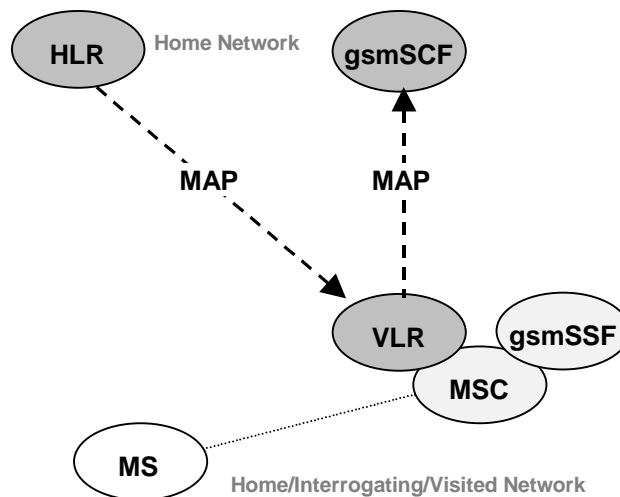 HLR
Home Network
gsmSCF
MAP
MAP
VLR
gsmSSF
MSC
MS
Home/Interrogating/Visited Network